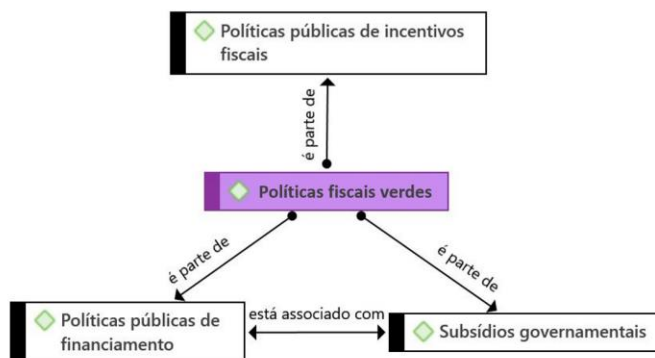 Políticas públicas de incentivos
fiscais
é parte de
Políticas fiscais verdes
é parte de
é parte de
Políticas públicas de
financiamento
está associado com
Subsídios governamentais